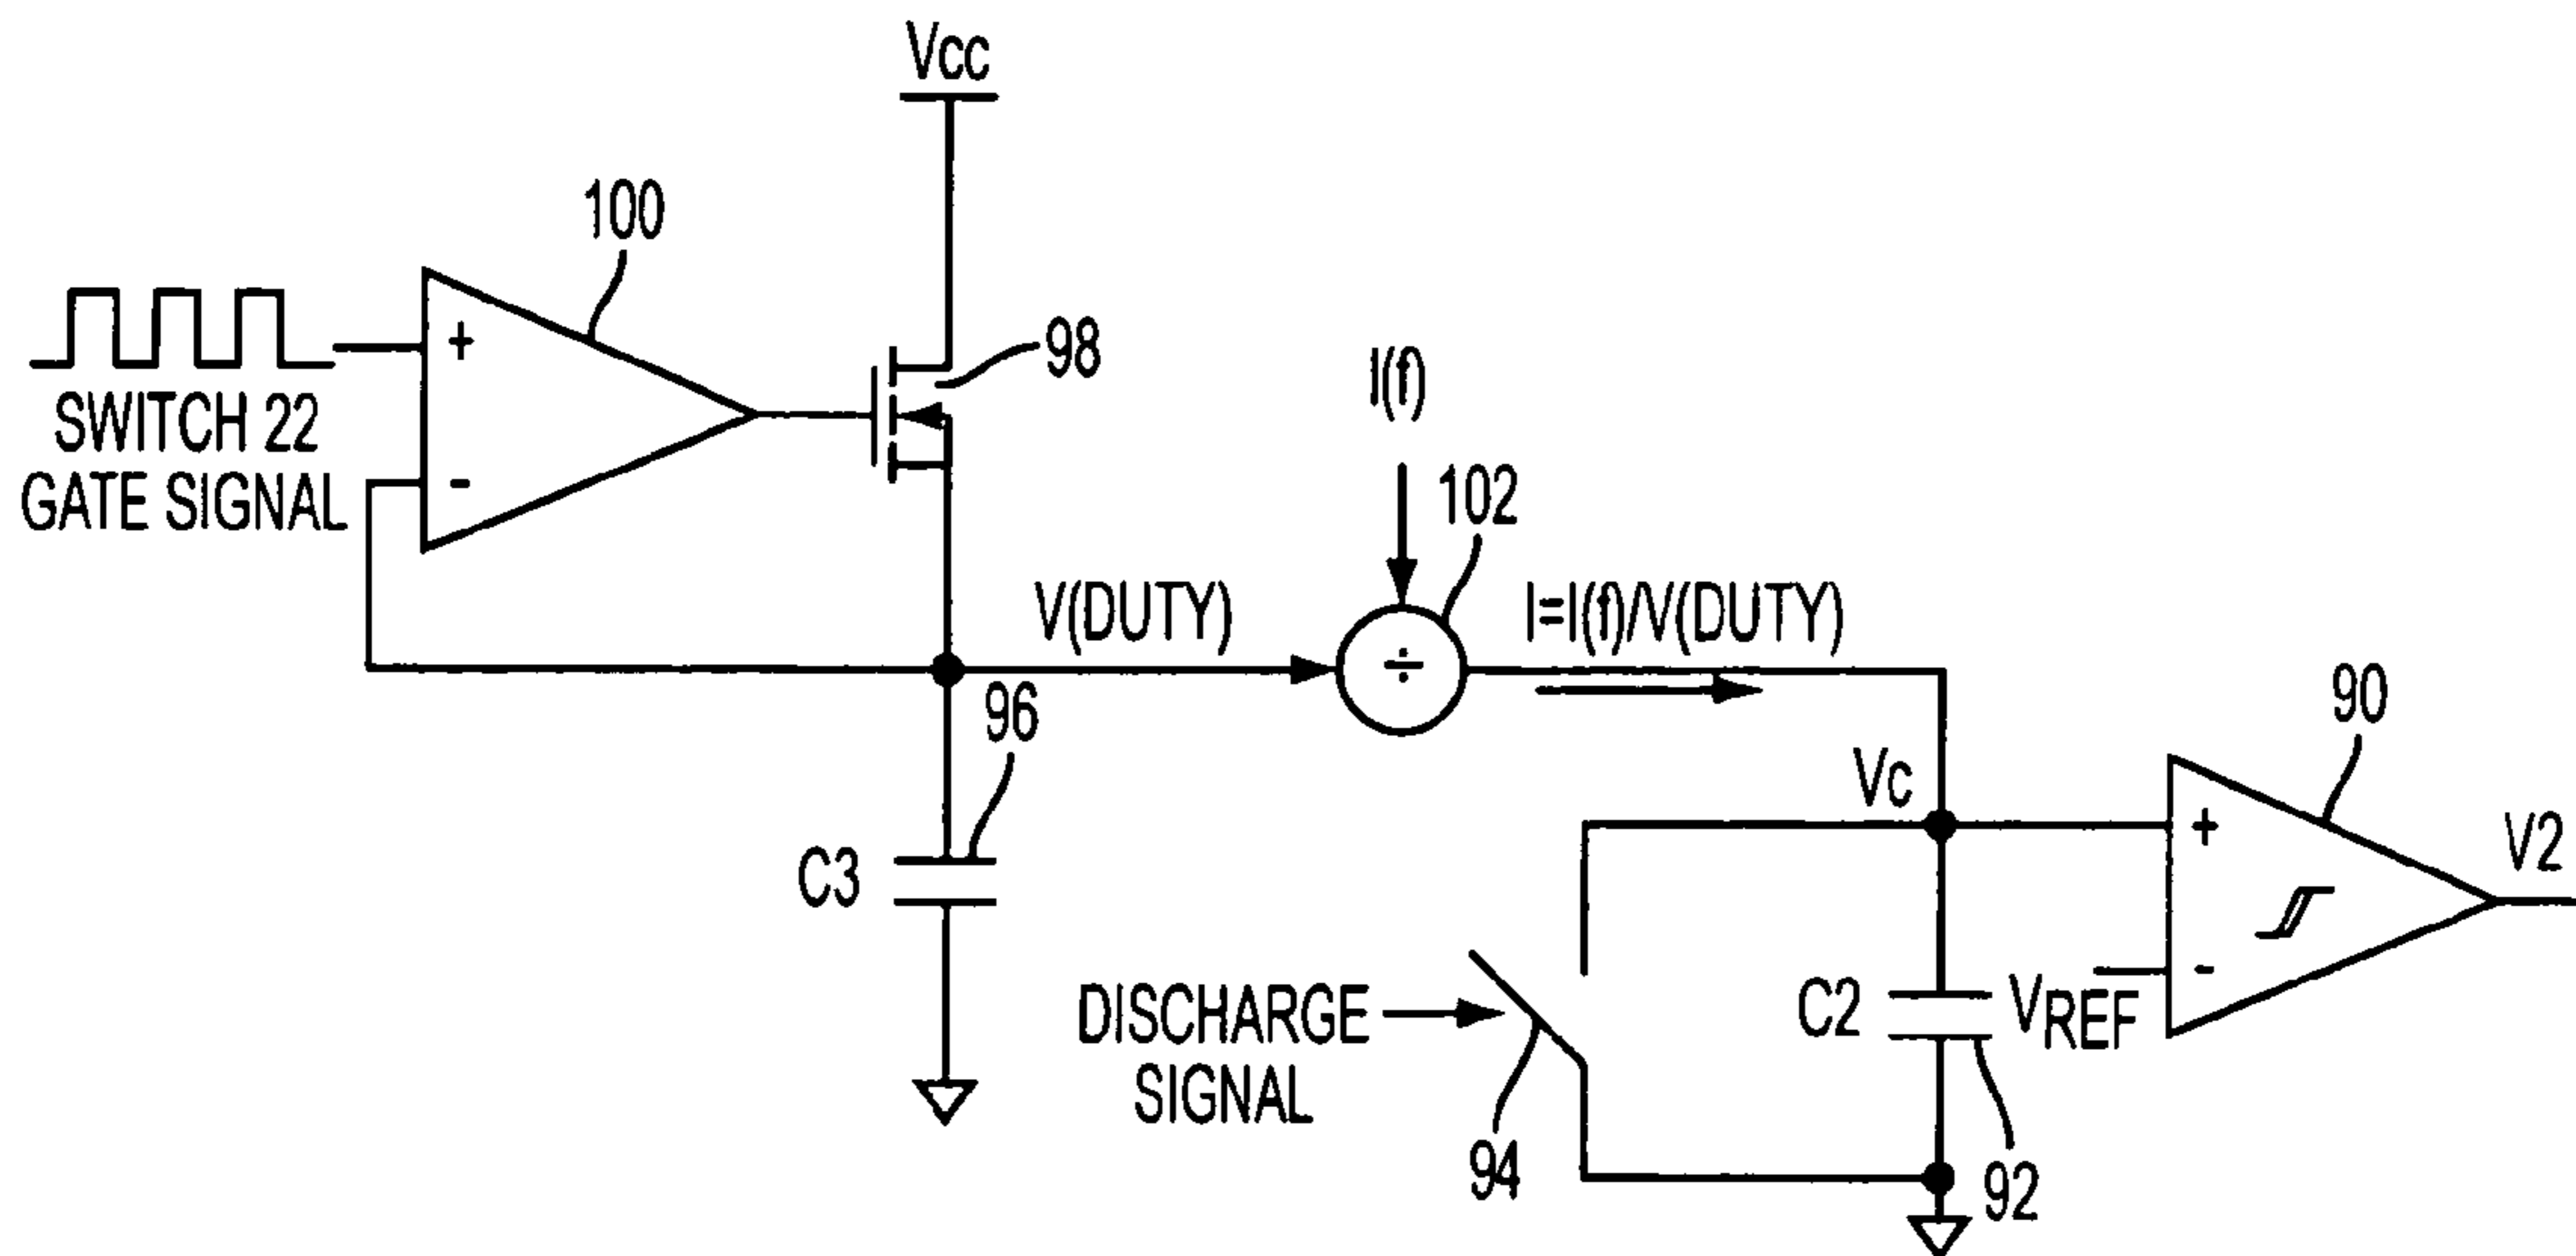 Vcc
100
+
-
SWITCH 22
GATE SIGNAL
98
I(f)
102
V(DUTY)
÷
I=I(f)/V(DUTY)
96
C3
90
Vc
+
-
V2
DISCHARGE
SIGNAL
C2
VREF
94
92